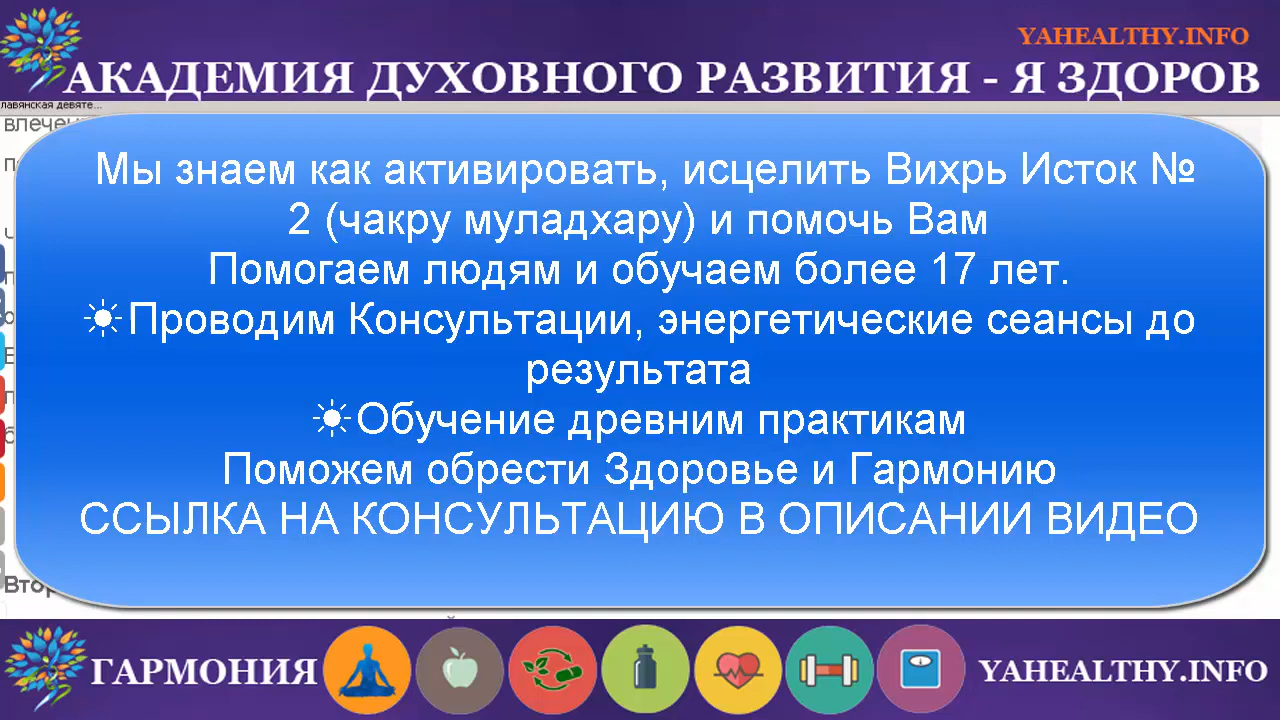 YAHEALTHY.INFO
АКАДЕМИЯ ДУХОВНОГО РАЗВИТИЯ - Я ЗДОРОВ
лавянская девяте...
Мы знаем как активировать, исцелить Вихрь Исток №
2 (чакру муладхару) и помочь Вам
Помогаем людям и обучаем более 17 лет.
☀Проводим Консультации, энергетические сеансы до
результата
☀Обучение древним практикам
Поможем обрести Здоровье и Гармонию
ССЫЛКА НА КОНСУЛЬТАЦИЮ В ОПИСАНИИ ВИДЕО
ГАРМОНИЯ
YAHEALTHY.INFO